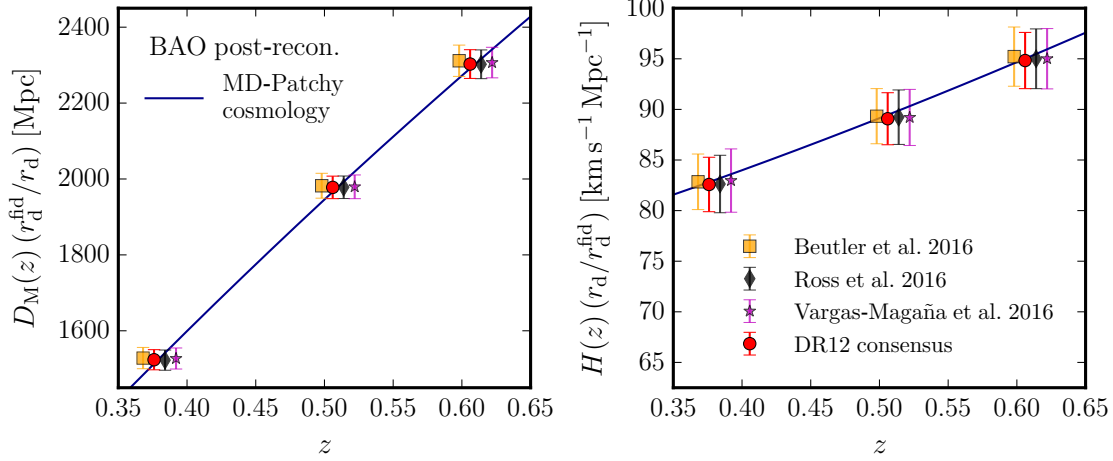 2400
2200
2000
1800
1600
D_M(z) (r_d^fid/r_d) [Mpc]
BAO post-recon.
MD-Patchy
cosmology
0.35 0.40 0.45 0.50 0.55 0.60 0.65
z
100
95
90
85
80
75
70
65
H(z) (r_d/r_d^fid) [km s^−1 Mpc^−1]
Beutler et al. 2016
Ross et al. 2016
Vargas-Magaña et al. 2016
DR12 consensus
0.35 0.40 0.45 0.50 0.55 0.60 0.65
z